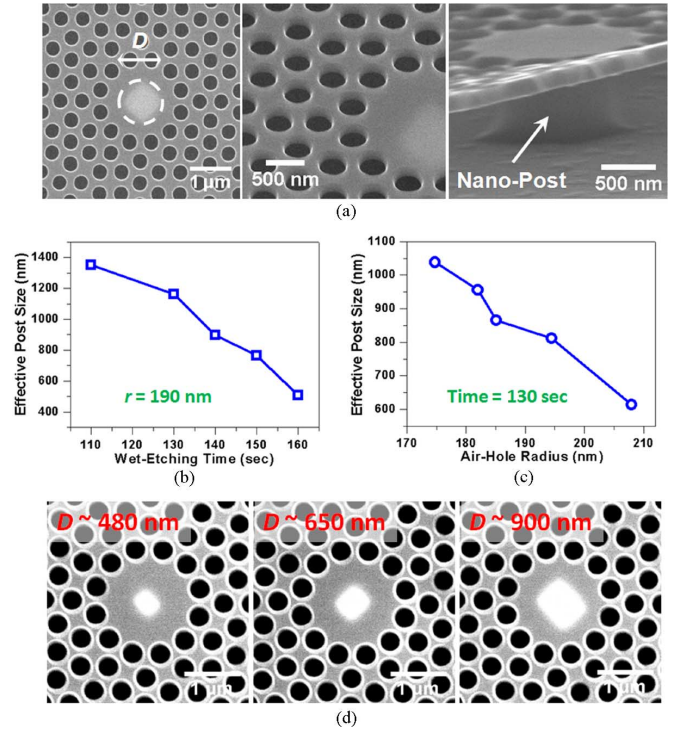 D
1 μm
500 nm
Nano-Post
500 nm
(a)
Effective Post Size (nm)
1400
1200
1000
800
600
400
r = 190 nm
110 120 130 140 150 160
Wet-Etching Time (sec)
(b)
Effective Post Size (nm)
1100
1000
900
800
700
600
Time = 130 sec
170 180 190 200 210
Air-Hole Radius (nm)
(c)
D ~ 480 nm
1 μm
D ~ 650 nm
1 μm
D ~ 900 nm
1 μm
(d)